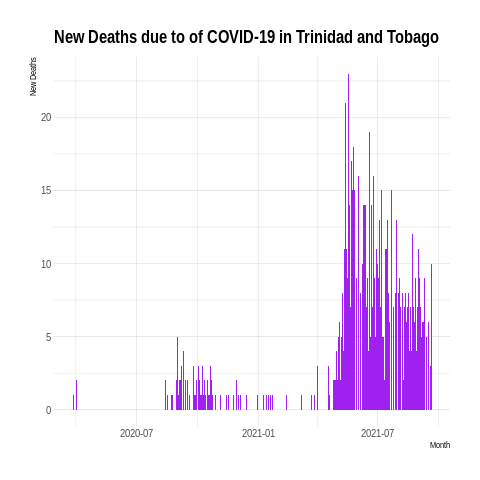 New Deaths due to of COVID-19 in Trinidad and Tobago
New Deaths
20
15
10
5
0
2020-07 2021-01 2021-07
Month